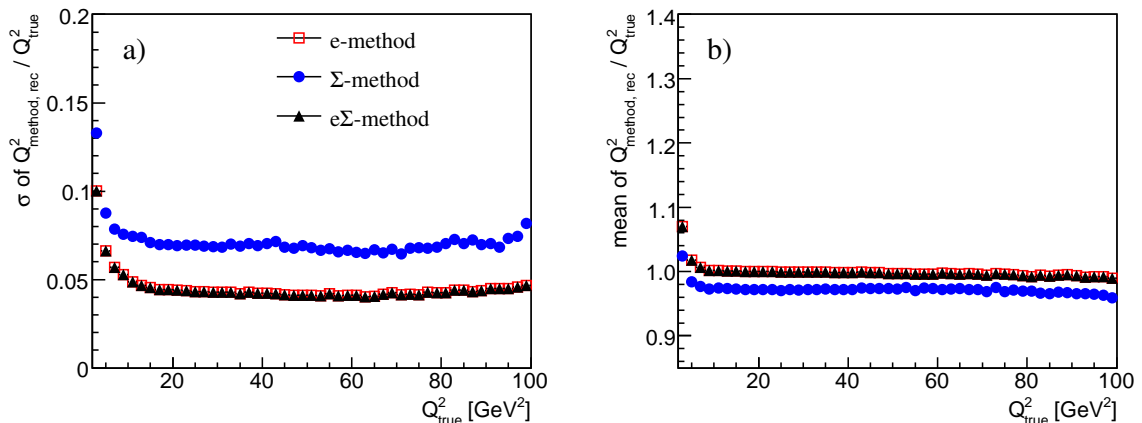 a)
e-method
Σ-method
eΣ-method
σ of Q²method, rec / Q²true
0.2
0.15
0.1
0.05
0
20 40 60 80 100
Q²true [GeV²]
b)
mean of Q²method, rec / Q²true
1.4
1.3
1.2
1.1
1.0
0.9
20 40 60 80 100
Q²true [GeV²]